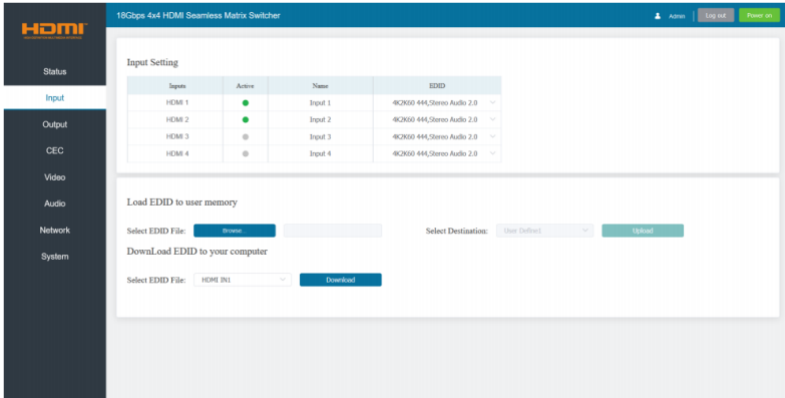 HDMI
18Gbps 4x4 HDMI Seamless Matrix Switcher
Admin
Log out
Power on
Status
Input
Output
CEC
Video
Audio
Network
System
Input Setting
Inputs Active Name EDID
HDMI 1 Input 1 4K2K60 444,Stereo Audio 2.0
HDMI 2 Input 2 4K2K60 444,Stereo Audio 2.0
HDMI 3 Input 3 4K2K60 444,Stereo Audio 2.0
HDMI 4 Input 4 4K2K60 444,Stereo Audio 2.0
Load EDID to user memory
Select EDID File: Browse... Select Destination: User Defined Upload
DownLoad EDID to your computer
Select EDID File: HDMI IN1 Download